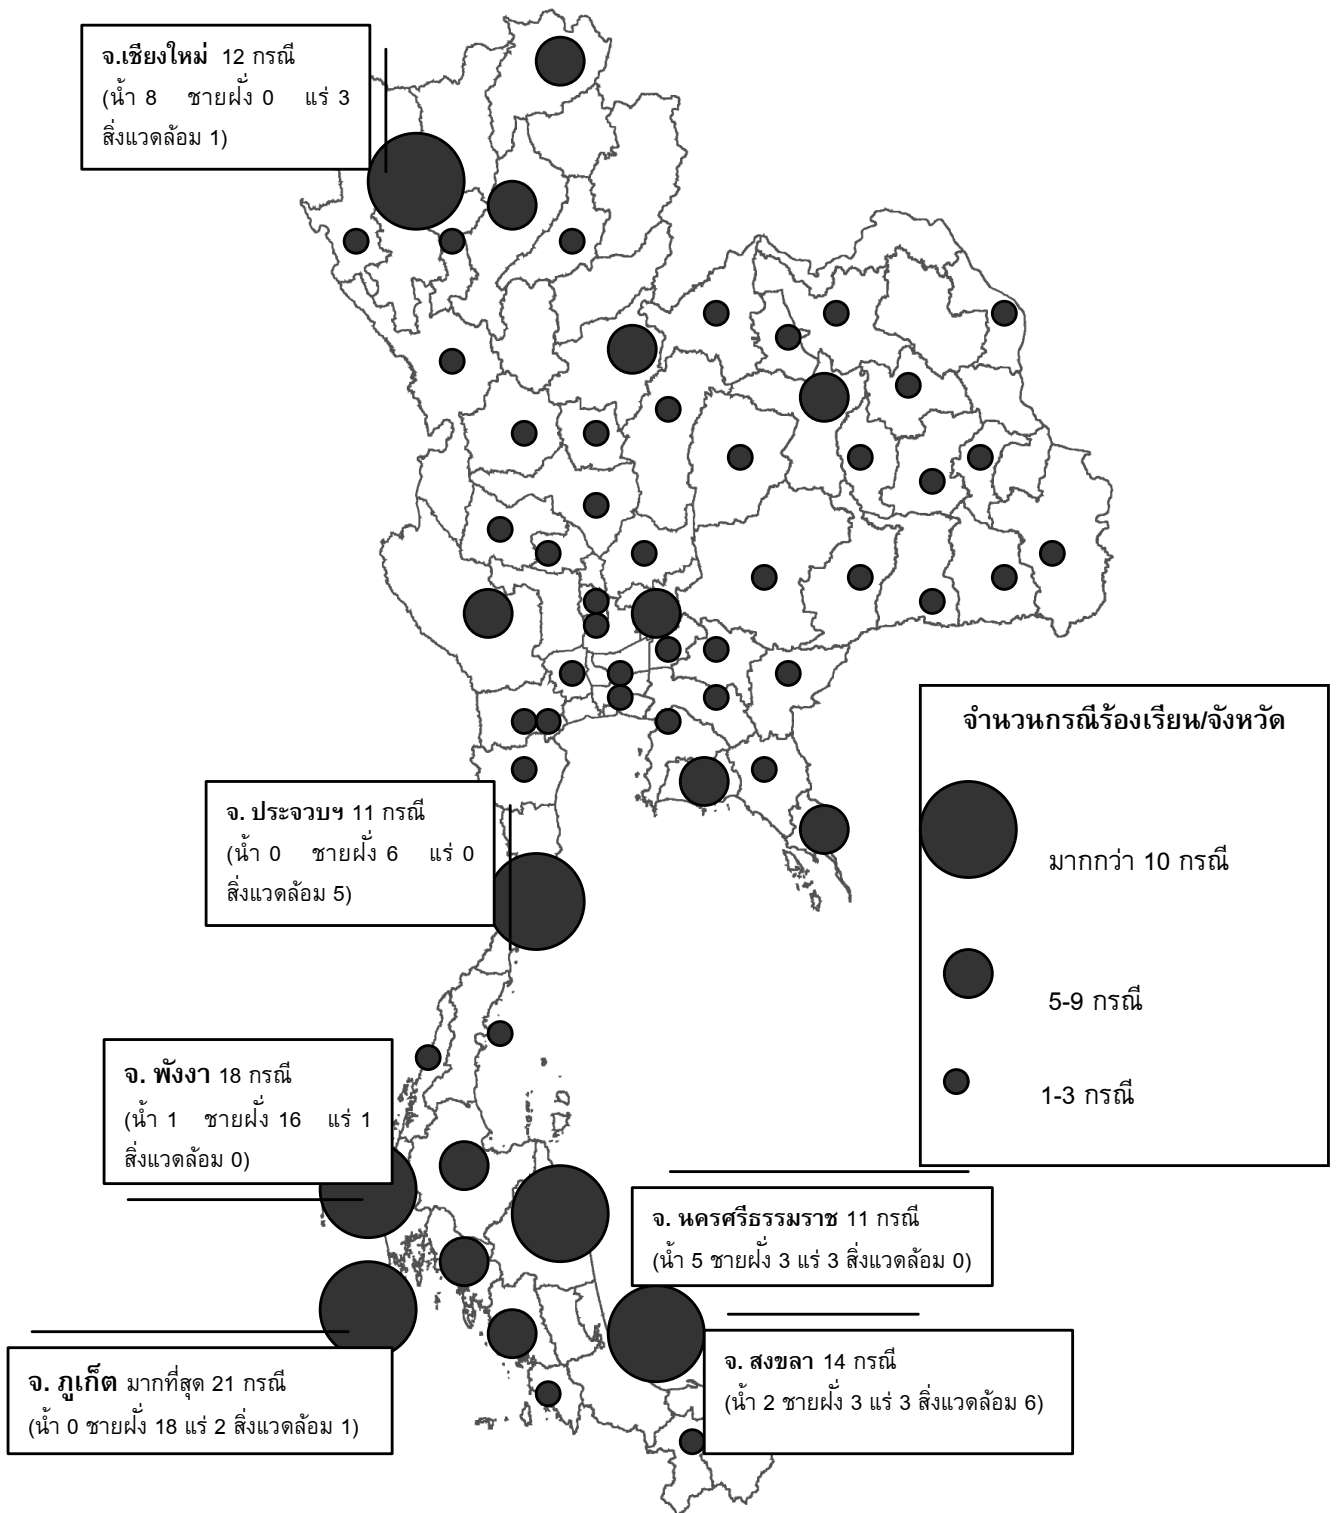 จ.เชียงใหม่ 12 กรณี
(น้ำ 8 ชายฝั่ง 0 แร่ 3
สิ่งแวดล้อม 1)
จำนวนกรณีร้องเรียน/จังหวัด
มากกว่า 10 กรณี
5-9 กรณี
1-3 กรณี
จ. ประจวบฯ 11 กรณี
(น้ำ 0 ชายฝั่ง 6 แร่ 0
สิ่งแวดล้อม 5)
จ. พังงา 18 กรณี
(น้ำ 1 ชายฝั่ง 16 แร่ 1
สิ่งแวดล้อม 0)
จ. นครศรีธรรมราช 11 กรณี
(น้ำ 5 ชายฝั่ง 3 แร่ 3 สิ่งแวดล้อม 0)
จ. สงขลา 14 กรณี
(น้ำ 2 ชายฝั่ง 3 แร่ 3 สิ่งแวดล้อม 6)
จ. ภูเก็ต มากที่สุด 21 กรณี
(น้ำ 0 ชายฝั่ง 18 แร่ 2 สิ่งแวดล้อม 1)